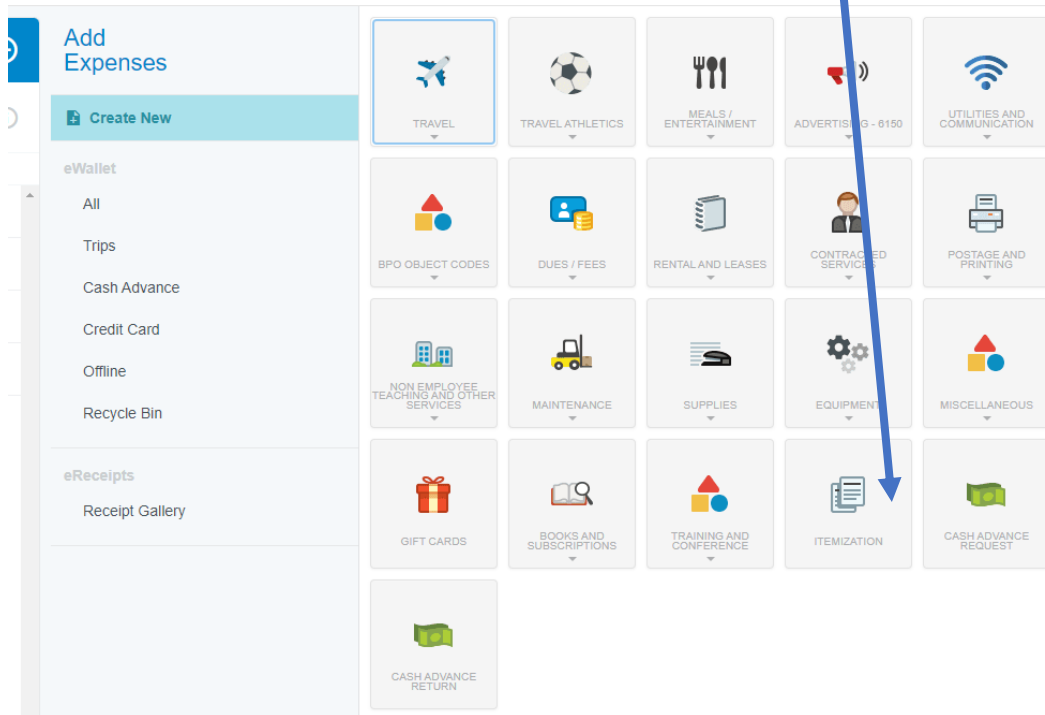 Add
Expenses
Create New
eWallet
All
Trips
Cash Advance
Credit Card
Offline
Recycle Bin
eReceipts
Receipt Gallery
TRAVEL
TRAVEL ATHLETICS
MEALS /
ENTERTAINMENT
ADVERTISING - 6150
UTILITIES AND
COMMUNICATION
BPO OBJECT CODES
DUES / FEES
RENTAL AND LEASES
CONTRACTED
SERVICES
POSTAGE AND
PRINTING
NON EMPLOYEE
TEACHING AND OTHER
SERVICES
MAINTENANCE
SUPPLIES
EQUIPMENT
MISCELLANEOUS
GIFT CARDS
BOOKS AND
SUBSCRIPTIONS
TRAINING AND
CONFERENCE
ITEMIZATION
CASH ADVANCE
REQUEST
CASH ADVANCE
RETURN